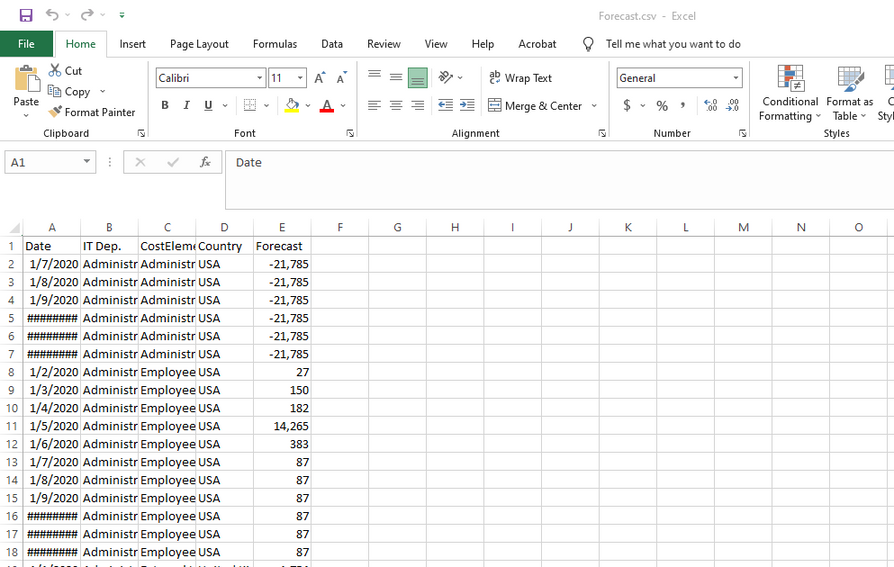 Forecast.csv - Excel
File Home Insert Page Layout Formulas Data Review View Help Acrobat Tell me what you want to do
Paste
Cut
Copy
Format Painter
Clipboard
Calibri 11 A A
B I U A
Font
ab Wrap Text
Merge & Center
Alignment
General
$ % , .00 .00
Number
Conditional Formatting
Format as Table
Styles
A1 fx Date
A B C D E F G H I J K L M N O
1 Date IT Dep. CostEleme Country Forecast
2 1/7/2020 Administr Administr USA -21,785
3 1/8/2020 Administr Administr USA -21,785
4 1/9/2020 Administr Administr USA -21,785
5 ######## Administr Administr USA -21,785
6 ######## Administr Administr USA -21,785
7 ######## Administr Administr USA -21,785
8 1/2/2020 Administr Employee USA 27
9 1/3/2020 Administr Employee USA 150
10 1/4/2020 Administr Employee USA 182
11 1/5/2020 Administr Employee USA 14,265
12 1/6/2020 Administr Employee USA 383
13 1/7/2020 Administr Employee USA 87
14 1/8/2020 Administr Employee USA 87
15 1/9/2020 Administr Employee USA 87
16 ######## Administr Employee USA 87
17 ######## Administr Employee USA 87
18 ######## Administr Employee USA 87